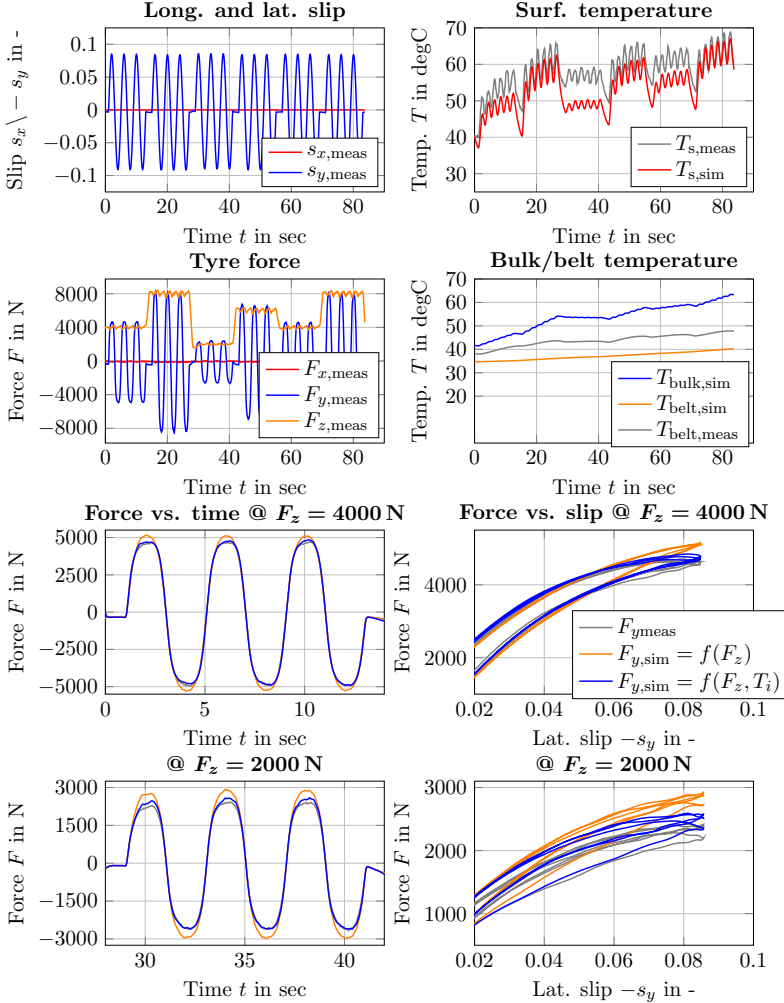 Long. and lat. slip
Slip s_x\ − s_y in -
0.1
0.05
0
−0.05
−0.1
s_x,meas
s_y,meas
0 20 40 60 80
Time t in sec
Surf. temperature
Temp. T in degC
70
60
50
40
30
T_s,meas
T_s,sim
0 20 40 60 80
Time t in sec
Tyre force
Force F in N
8000
4000
0
−4000
−8000
F_x,meas
F_y,meas
F_z,meas
0 20 40 60 80
Time t in sec
Bulk/belt temperature
Temp. T in degC
70
60
50
40
30
20
T_bulk,sim
T_belt,sim
T_belt,meas
0 20 40 60 80
Time t in sec
Force vs. time @ F_z = 4000 N
Force F in N
5000
2500
0
−2500
−5000
0 5 10
Time t in sec
Force vs. slip @ F_z = 4000 N
Force F in N
4000
2000
F_ymeas
F_y,sim = f(F_z)
F_y,sim = f(F_z, T_i)
0.02 0.04 0.06 0.08 0.1
Lat. slip −s_y in -
@ F_z = 2000 N
Force F in N
3000
1500
0
−1500
−3000
30 35 40
Time t in sec
@ F_z = 2000 N
Force F in N
3000
2000
1000
0.02 0.04 0.06 0.08 0.1
Lat. slip −s_y in -